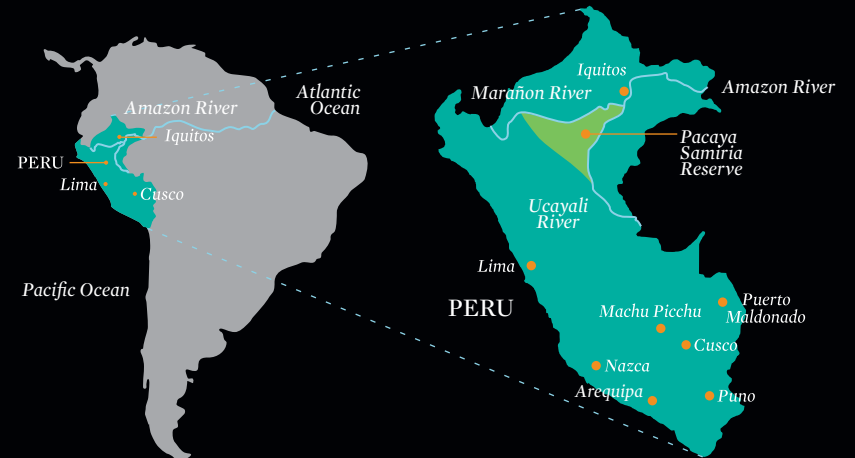 Atlantic
Ocean
Amazon River
Iquitos
PERU
Lima
Cusco
Pacific Ocean
Iquitos
Marañon River
Amazon River
Pacaya
Samiria
Reserve
Ucayali
River
Lima
PERU
Machu Picchu
Puerto
Maldonado
Cusco
Nazca
Arequipa
Puno